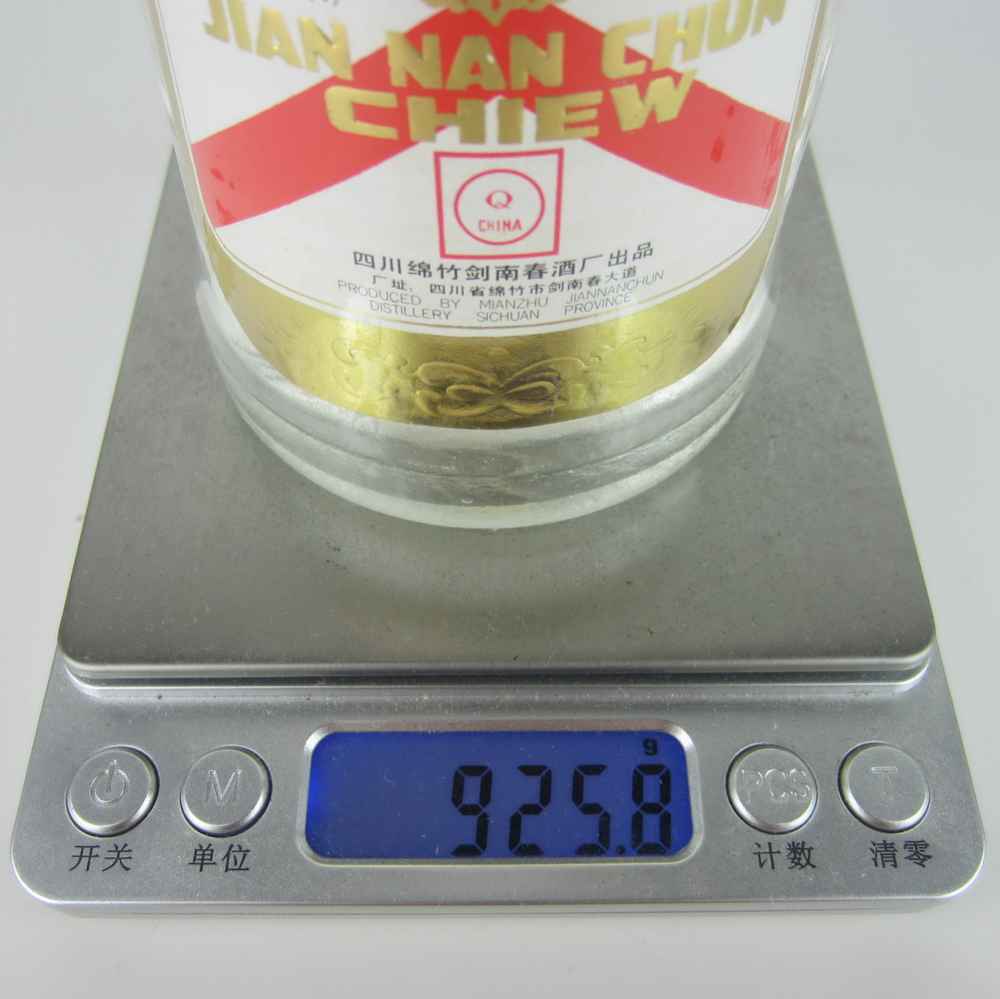 JIAN NAN CHUN
CHIEW
Q
CHINA
四川绵竹剑南春酒厂出品
厂址：四川省绵竹市剑南春大道
PRODUCED BY MIANZHU JIANNANCHUN
DISTILLERY SICHUAN PROVINCE
g
925.8
M PCS T
开关 单位 计数 清零